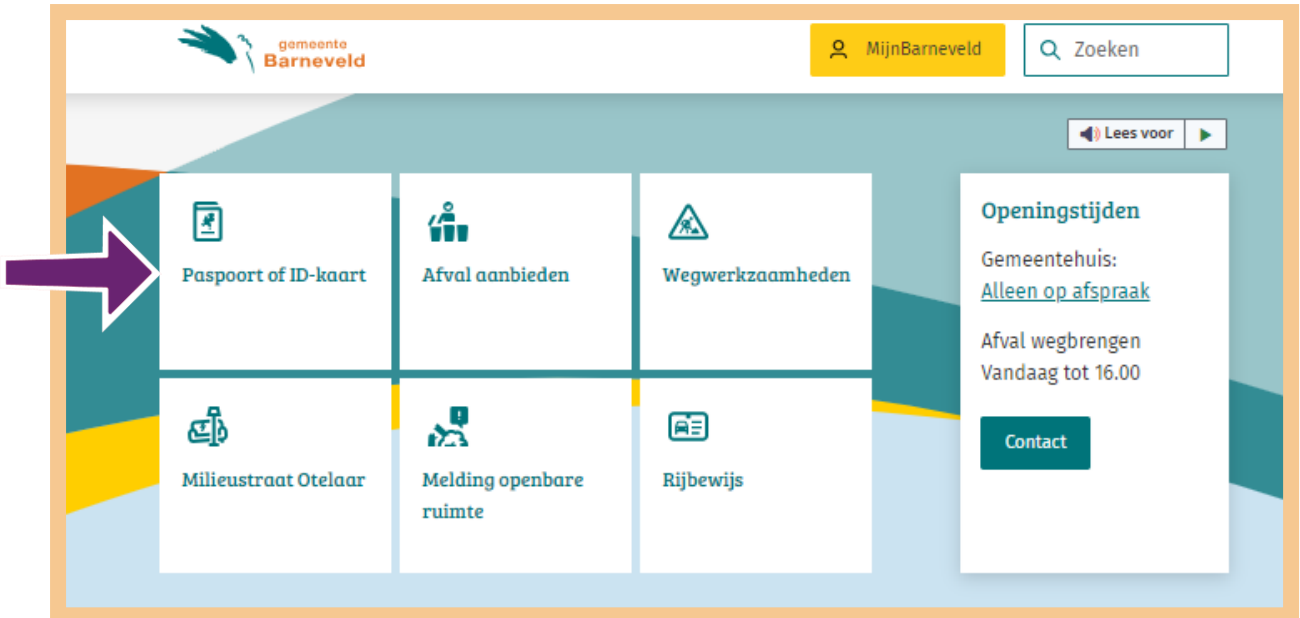 gemeente
Barneveld
MijnBarneveld
Zoeken
Lees voor
Paspoort of ID-kaart
Afval aanbieden
Wegwerkzaamheden
Milieustraat Otelaar
Melding openbare
ruimte
Rijbewijs
Openingstijden
Gemeentehuis:
Alleen op afspraak
Afval wegbrengen
Vandaag tot 16.00
Contact